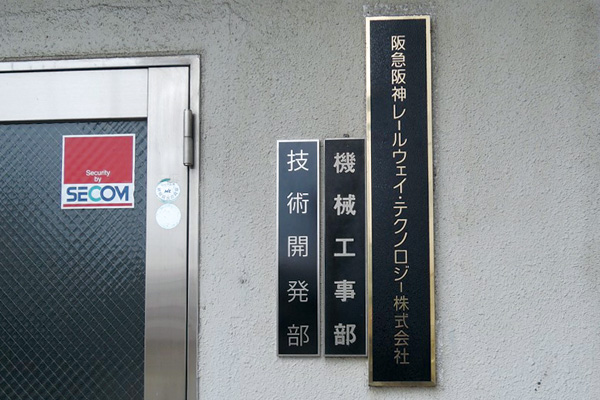 阪急阪神レールウェイ・テクノロジー株式会社
機械工事部
技術開発部
Security
by
SECOM